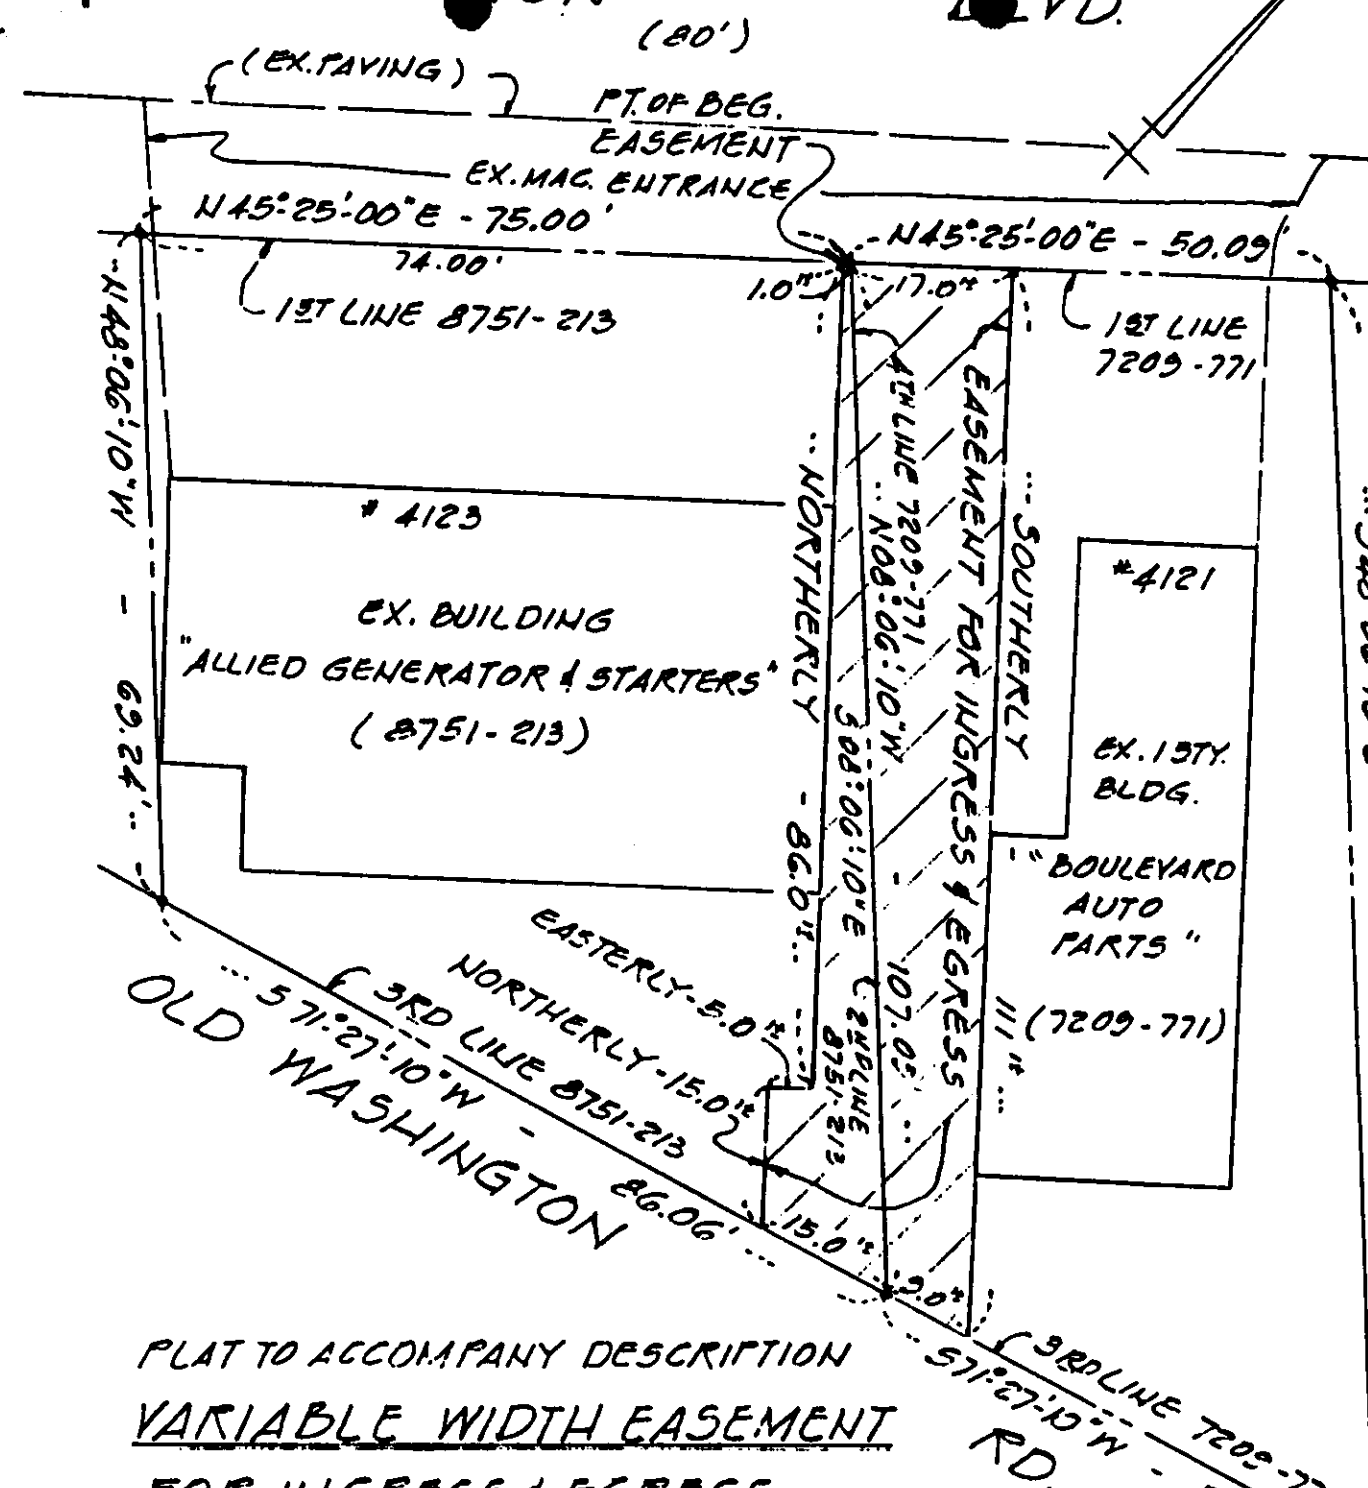 BLVD.
(80')
(EX. PAVING)
PT. OF BEG.
EASEMENT
EX. MAC. ENTRANCE
N45°-25'-00"E - 75.00'
N45°-25'-00"E - 50.09'
74.00'
1.0'±
17.0'±
1ST LINE 8751-213
1ST LINE
7209-771
--N48°-06'-10"W - 69.24'--
4TH LINE 7209-771
... N08°-06'-10"W - 107.05' ...
EASEMENT FOR INGRESS & EGRESS
... NORTHERLY - 86.0'± ...
... SOUTHERLY - 111'± ...
S08°-06'-10"E
(2ND LINE
8751-213
# 4123
EX. BUILDING
"ALLIED GENERATOR & STARTERS"
(8751-213)
#4121
EX. 1 STY.
BLDG.
"BOULEVARD
AUTO
PARTS"
(7209-771)
EASTERLY-5.0'±
NORTHERLY-15.0'±
3RD LINE 8751-213
... S71°-27'-10"W - 86.06' ...
15.0'±
9.0'±
OLD WASHINGTON
RD.
3RD LINE 7209-77
S71°-27'-10"W -
PLAT TO ACCOMPANY DESCRIPTION
VARIABLE WIDTH EASEMENT
FOR INGRESS & EGRESS